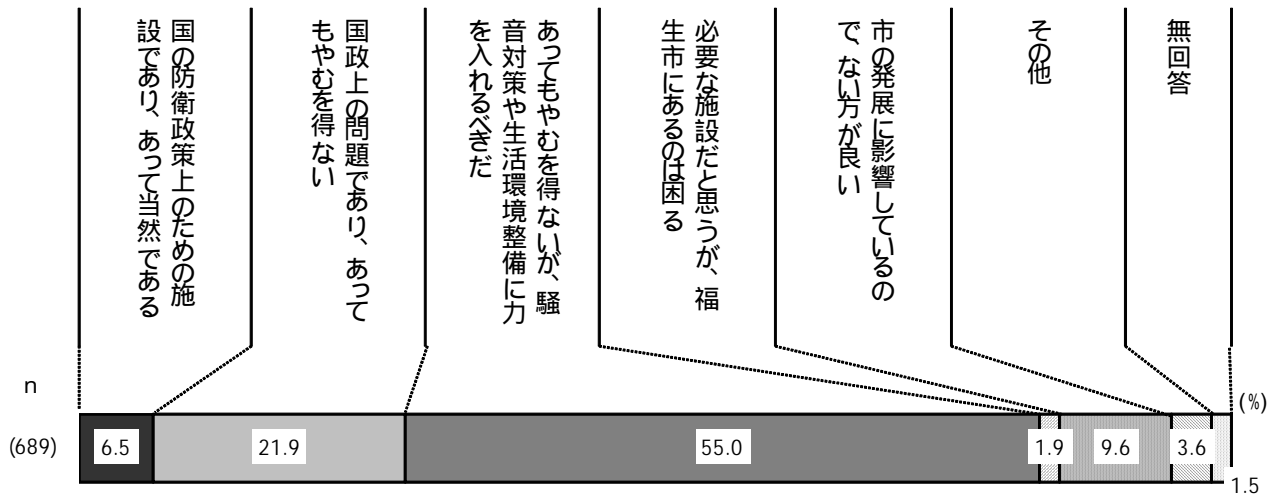 国の防衛政策上のための施
設であり、あって当然である
国政上の問題であり、あって
もやむを得ない
あってもやむを得ないが、騒
音対策や生活環境整備に力
を入れるべきだ
必要な施設だと思うが、福
生市にあるのは困る
市の発展に影響しているの
で、ない方が良い
その他
無回答
n
(%)
(689)
6.5
21.9
55.0
1.9
9.6
3.6
1.5